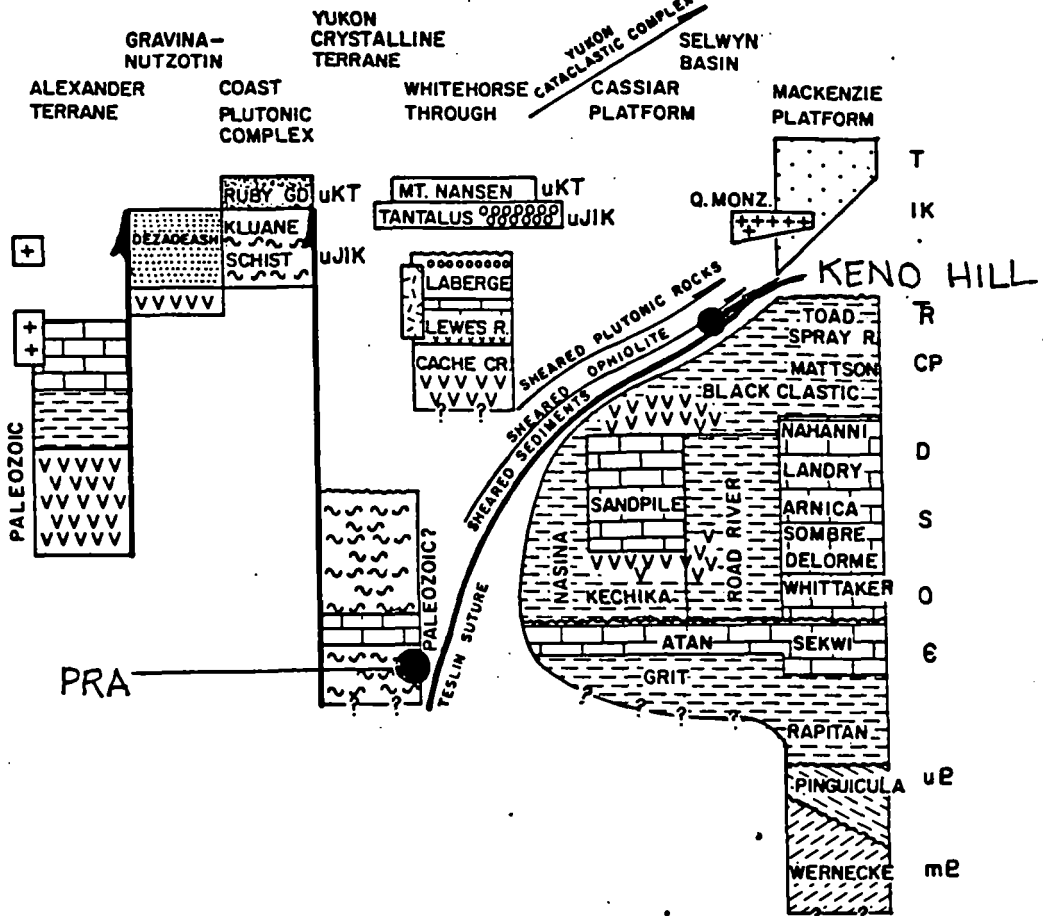 GRAVINA–
NUTZOTIN
YUKON
CRYSTALLINE
TERRANE
YUKON
CATACLASTIC COMPLEX
SELWYN
BASIN
ALEXANDER
TERRANE
COAST
PLUTONIC
COMPLEX
WHITEHORSE
THROUGH
CASSIAR
PLATFORM
MACKENZIE
PLATFORM
T
RUBY GD
uKT
MT. NANSEN
uKT
Q. MONZ.
IK
TANTALUS
uJIK
DEZADEASH
KLUANE
SCHIST
uJIK
KENO HILL
LABERGE
LEWES R.
CACHE CR.
? ?
SHEARED PLUTONIC ROCKS
SHEARED OPHIOLITE
SHEARED SEDIMENTS
TESLIN SUTURE
TOAD
SPRAY R.
TR
MATTSON
CP
BLACK CLASTIC
PALEOZOIC
PALEOZOIC?
NAHANNI
D
LANDRY
SANDPILE
ARNICA
S
SOMBRE
NASINA
ROAD RIVER
DELORME
KECHIKA
WHITTAKER
O
ATAN
SEKWI
Є
PRA
GRIT
? ?
? ? ? ?
RAPITAN
PINGUICULA
uP
WERNECKE
mP
? ?